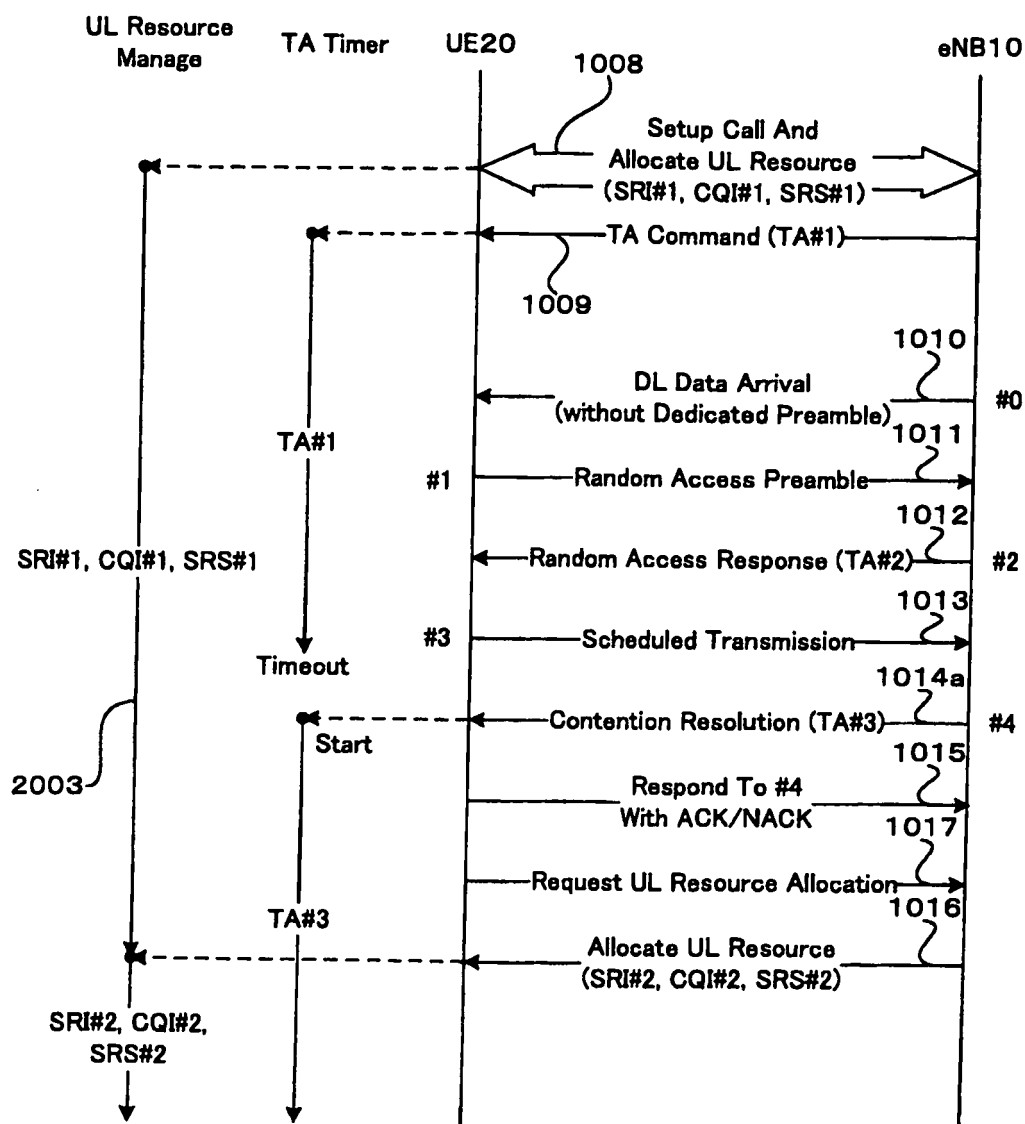 UL Resource
Manage
TA Timer
UE20
eNB10
1008
Setup Call And
Allocate UL Resource
(SRI#1, CQI#1, SRS#1)
TA Command (TA#1)
1009
1010
DL Data Arrival
(without Dedicated Preamble)
#0
TA#1
1011
#1
Random Access Preamble
1012
SRI#1, CQI#1, SRS#1
Random Access Response (TA#2)
#2
1013
#3
Scheduled Transmission
Timeout
1014a
Contention Resolution (TA#3)
#4
Start
1015
2003
Respond To #4
With ACK/NACK
1017
Request UL Resource Allocation
TA#3
1016
Allocate UL Resource
(SRI#2, CQI#2, SRS#2)
SRI#2, CQI#2,
SRS#2